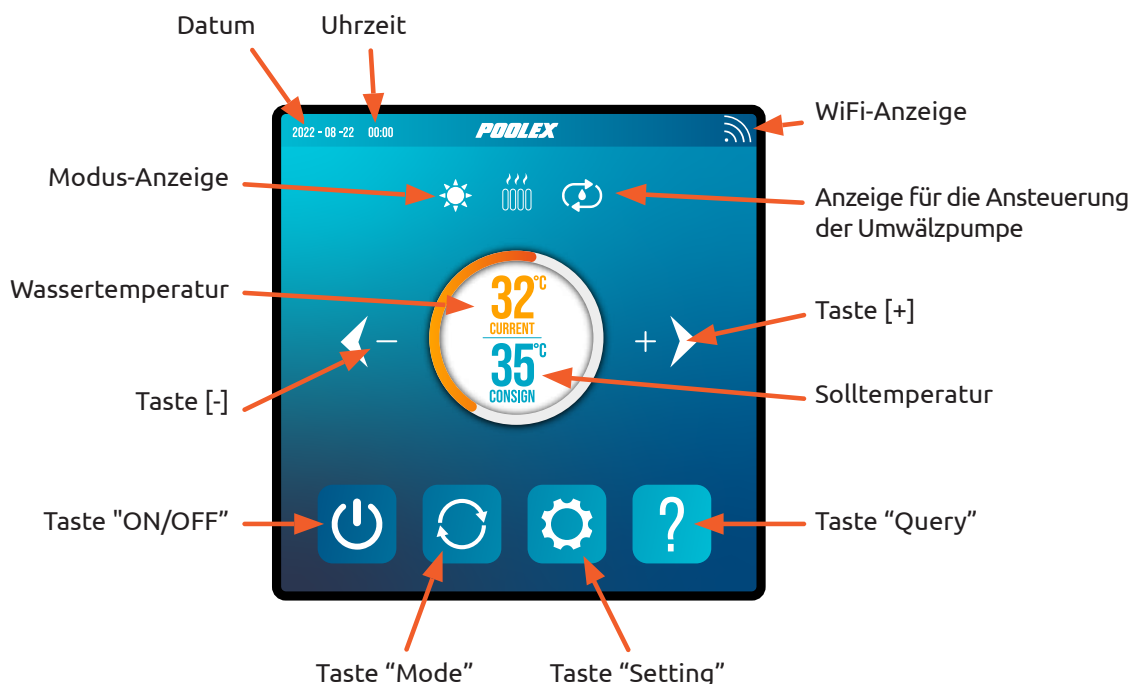 Datum
Uhrzeit
2022 - 08 -22 00:00
POOLEX
WiFi-Anzeige
Modus-Anzeige
Anzeige für die Ansteuerung
der Umwälzpumpe
Wassertemperatur
32°C
CURRENT
35°C
CONSIGN
−
+
Taste [+]
Taste [-]
Solltemperatur
Taste "ON/OFF”
?
Taste “Query”
Taste “Mode”
Taste “Setting”